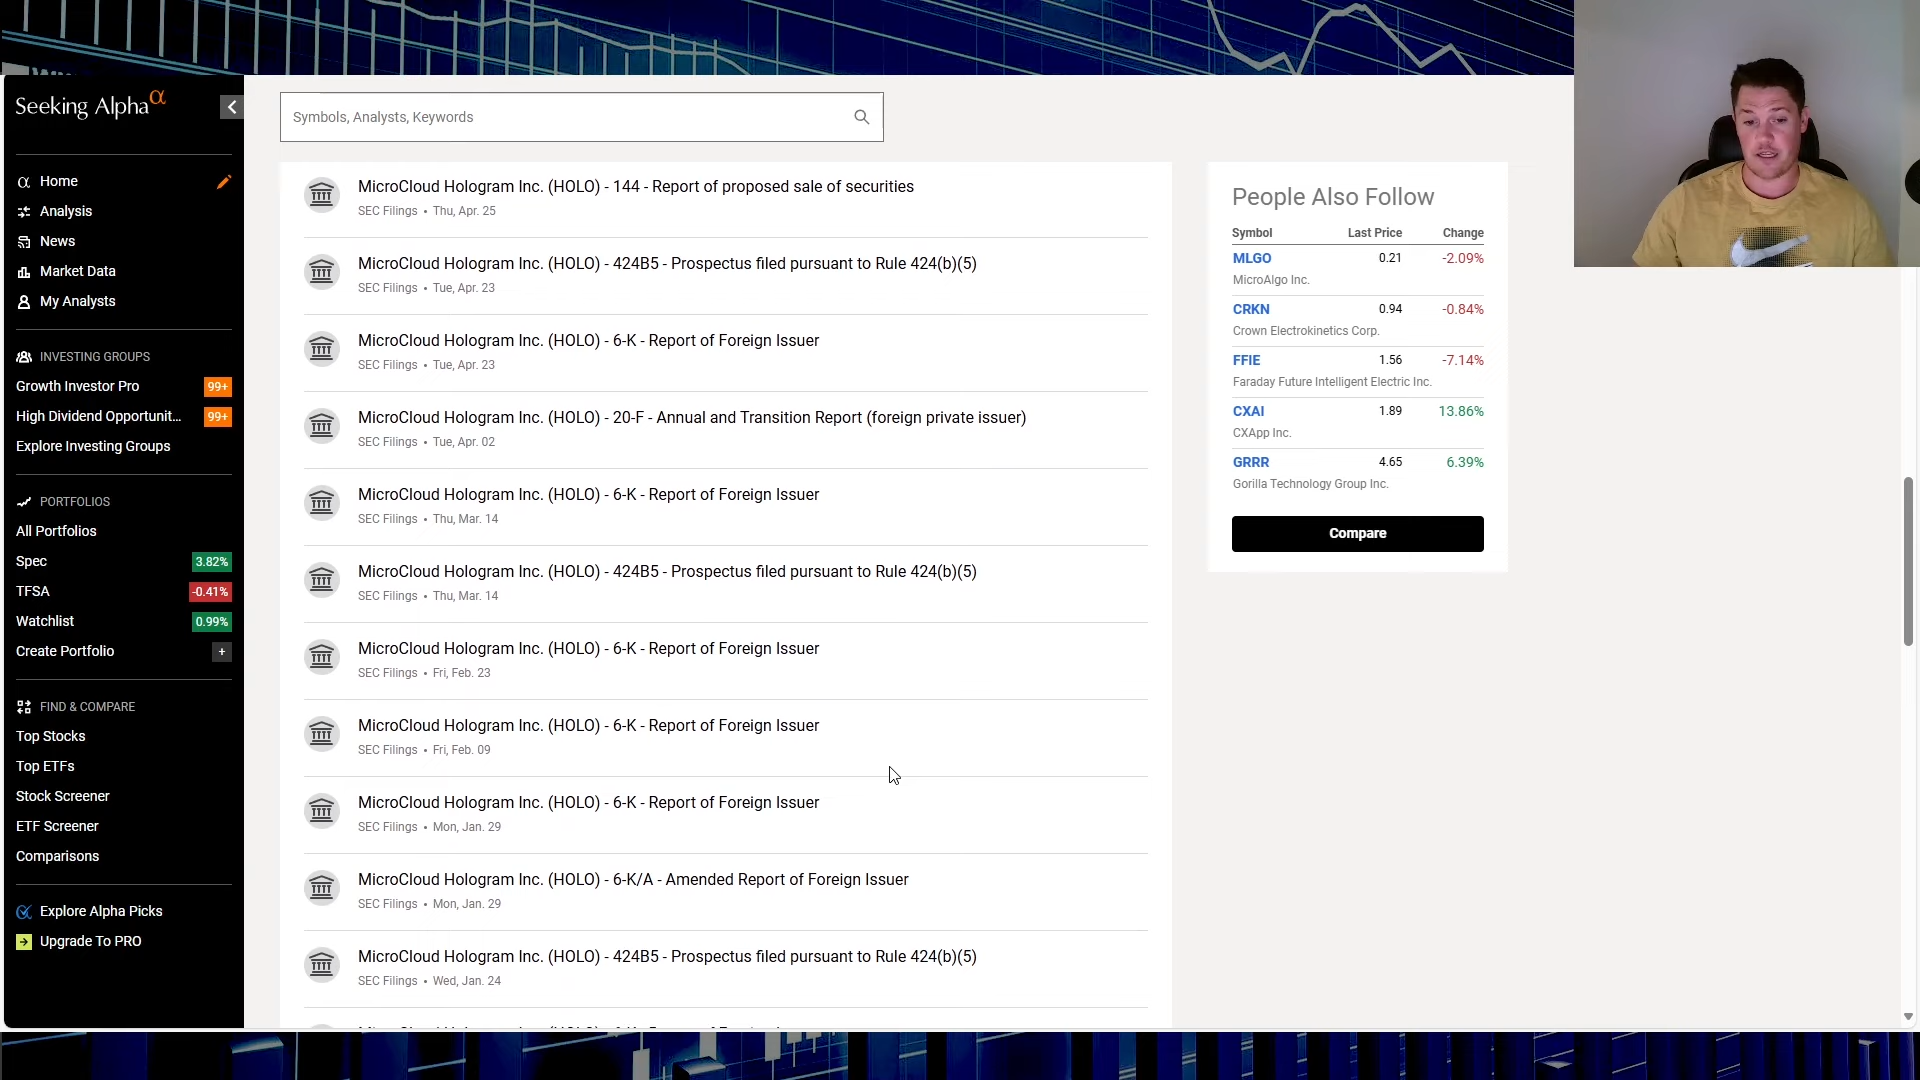 Seeking Alpha α
Home
Analysis
News
Market Data
My Analysts
INVESTING GROUPS
Growth Investor Pro 99+
High Dividend Opportunit... 99+
Explore Investing Groups
PORTFOLIOS
All Portfolios
Spec 3.82%
TFSA -0.41%
Watchlist 0.99%
Create Portfolio +
FIND & COMPARE
Top Stocks
Top ETFs
Stock Screener
ETF Screener
Comparisons
Explore Alpha Picks
Upgrade To PRO
Symbols, Analysts, Keywords
MicroCloud Hologram Inc. (HOLO) - 144 - Report of proposed sale of securities
SEC Filings • Thu, Apr. 25
MicroCloud Hologram Inc. (HOLO) - 424B5 - Prospectus filed pursuant to Rule 424(b)(5)
SEC Filings • Tue, Apr. 23
MicroCloud Hologram Inc. (HOLO) - 6-K - Report of Foreign Issuer
SEC Filings • Tue, Apr. 23
MicroCloud Hologram Inc. (HOLO) - 20-F - Annual and Transition Report (foreign private issuer)
SEC Filings • Tue, Apr. 02
MicroCloud Hologram Inc. (HOLO) - 6-K - Report of Foreign Issuer
SEC Filings • Thu, Mar. 14
MicroCloud Hologram Inc. (HOLO) - 424B5 - Prospectus filed pursuant to Rule 424(b)(5)
SEC Filings • Thu, Mar. 14
MicroCloud Hologram Inc. (HOLO) - 6-K - Report of Foreign Issuer
SEC Filings • Fri, Feb. 23
MicroCloud Hologram Inc. (HOLO) - 6-K - Report of Foreign Issuer
SEC Filings • Fri, Feb. 09
MicroCloud Hologram Inc. (HOLO) - 6-K - Report of Foreign Issuer
SEC Filings • Mon, Jan. 29
MicroCloud Hologram Inc. (HOLO) - 6-K/A - Amended Report of Foreign Issuer
SEC Filings • Mon, Jan. 29
MicroCloud Hologram Inc. (HOLO) - 424B5 - Prospectus filed pursuant to Rule 424(b)(5)
SEC Filings • Wed, Jan. 24
People Also Follow
Symbol Last Price Change
MLGO 0.21 -2.09%
MicroAlgo Inc.
CRKN 0.94 -0.84%
Crown Electrokinetics Corp.
FFIE 1.56 -7.14%
Faraday Future Intelligent Electric Inc.
CXAI 1.89 13.86%
CXApp Inc.
GRRR 4.65 6.39%
Gorilla Technology Group Inc.
Compare